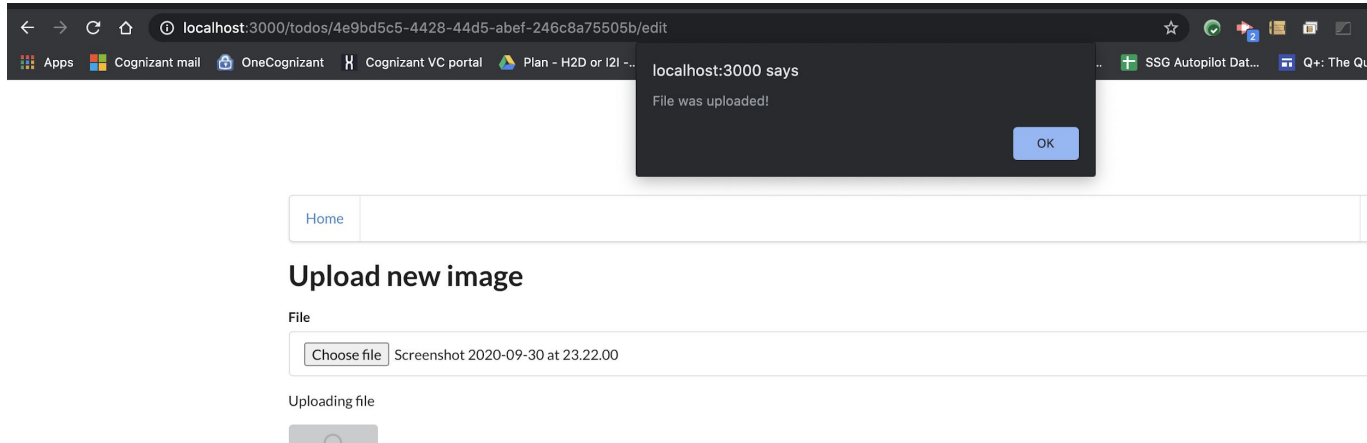 localhost:3000/todos/4e9bd5c5-4428-44d5-abef-246c8a75505b/edit
2
Apps Cognizant mail OneCognizant Cognizant VC portal Plan - H2D or I2I -... .. SSG Autopilot Dat... Q+: The Qu
localhost:3000 says
File was uploaded!
OK
Home
Upload new image
File
Choose file Screenshot 2020-09-30 at 23.22.00
Uploading file